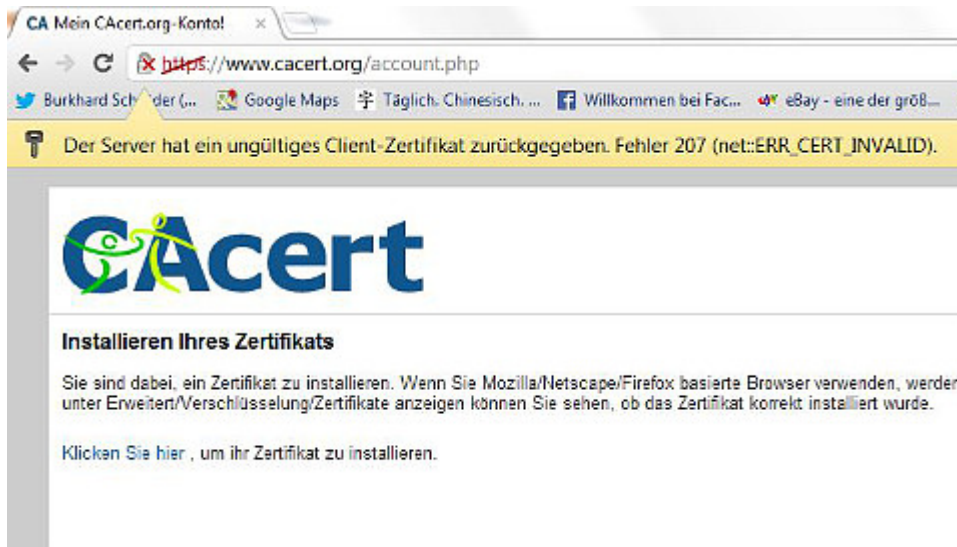 CA Mein CAcert.org-Konto!
https://www.cacert.org/account.php
Burkhard Sch der (... Google Maps Täglich. Chinesisch. ... Willkommen bei Fac... eBay - eine der größ...
Der Server hat ein ungültiges Client-Zertifikat zurückgegeben. Fehler 207 (net::ERR_CERT_INVALID).
CAcert
Installieren Ihres Zertifikats
Sie sind dabei, ein Zertifikat zu installieren. Wenn Sie Mozilla/Netscape/Firefox basierte Browser verwenden, werden
unter Erweitert/Verschlüsselung/Zertifikate anzeigen können Sie sehen, ob das Zertifikat korrekt installiert wurde.
Klicken Sie hier , um ihr Zertifikat zu installieren.